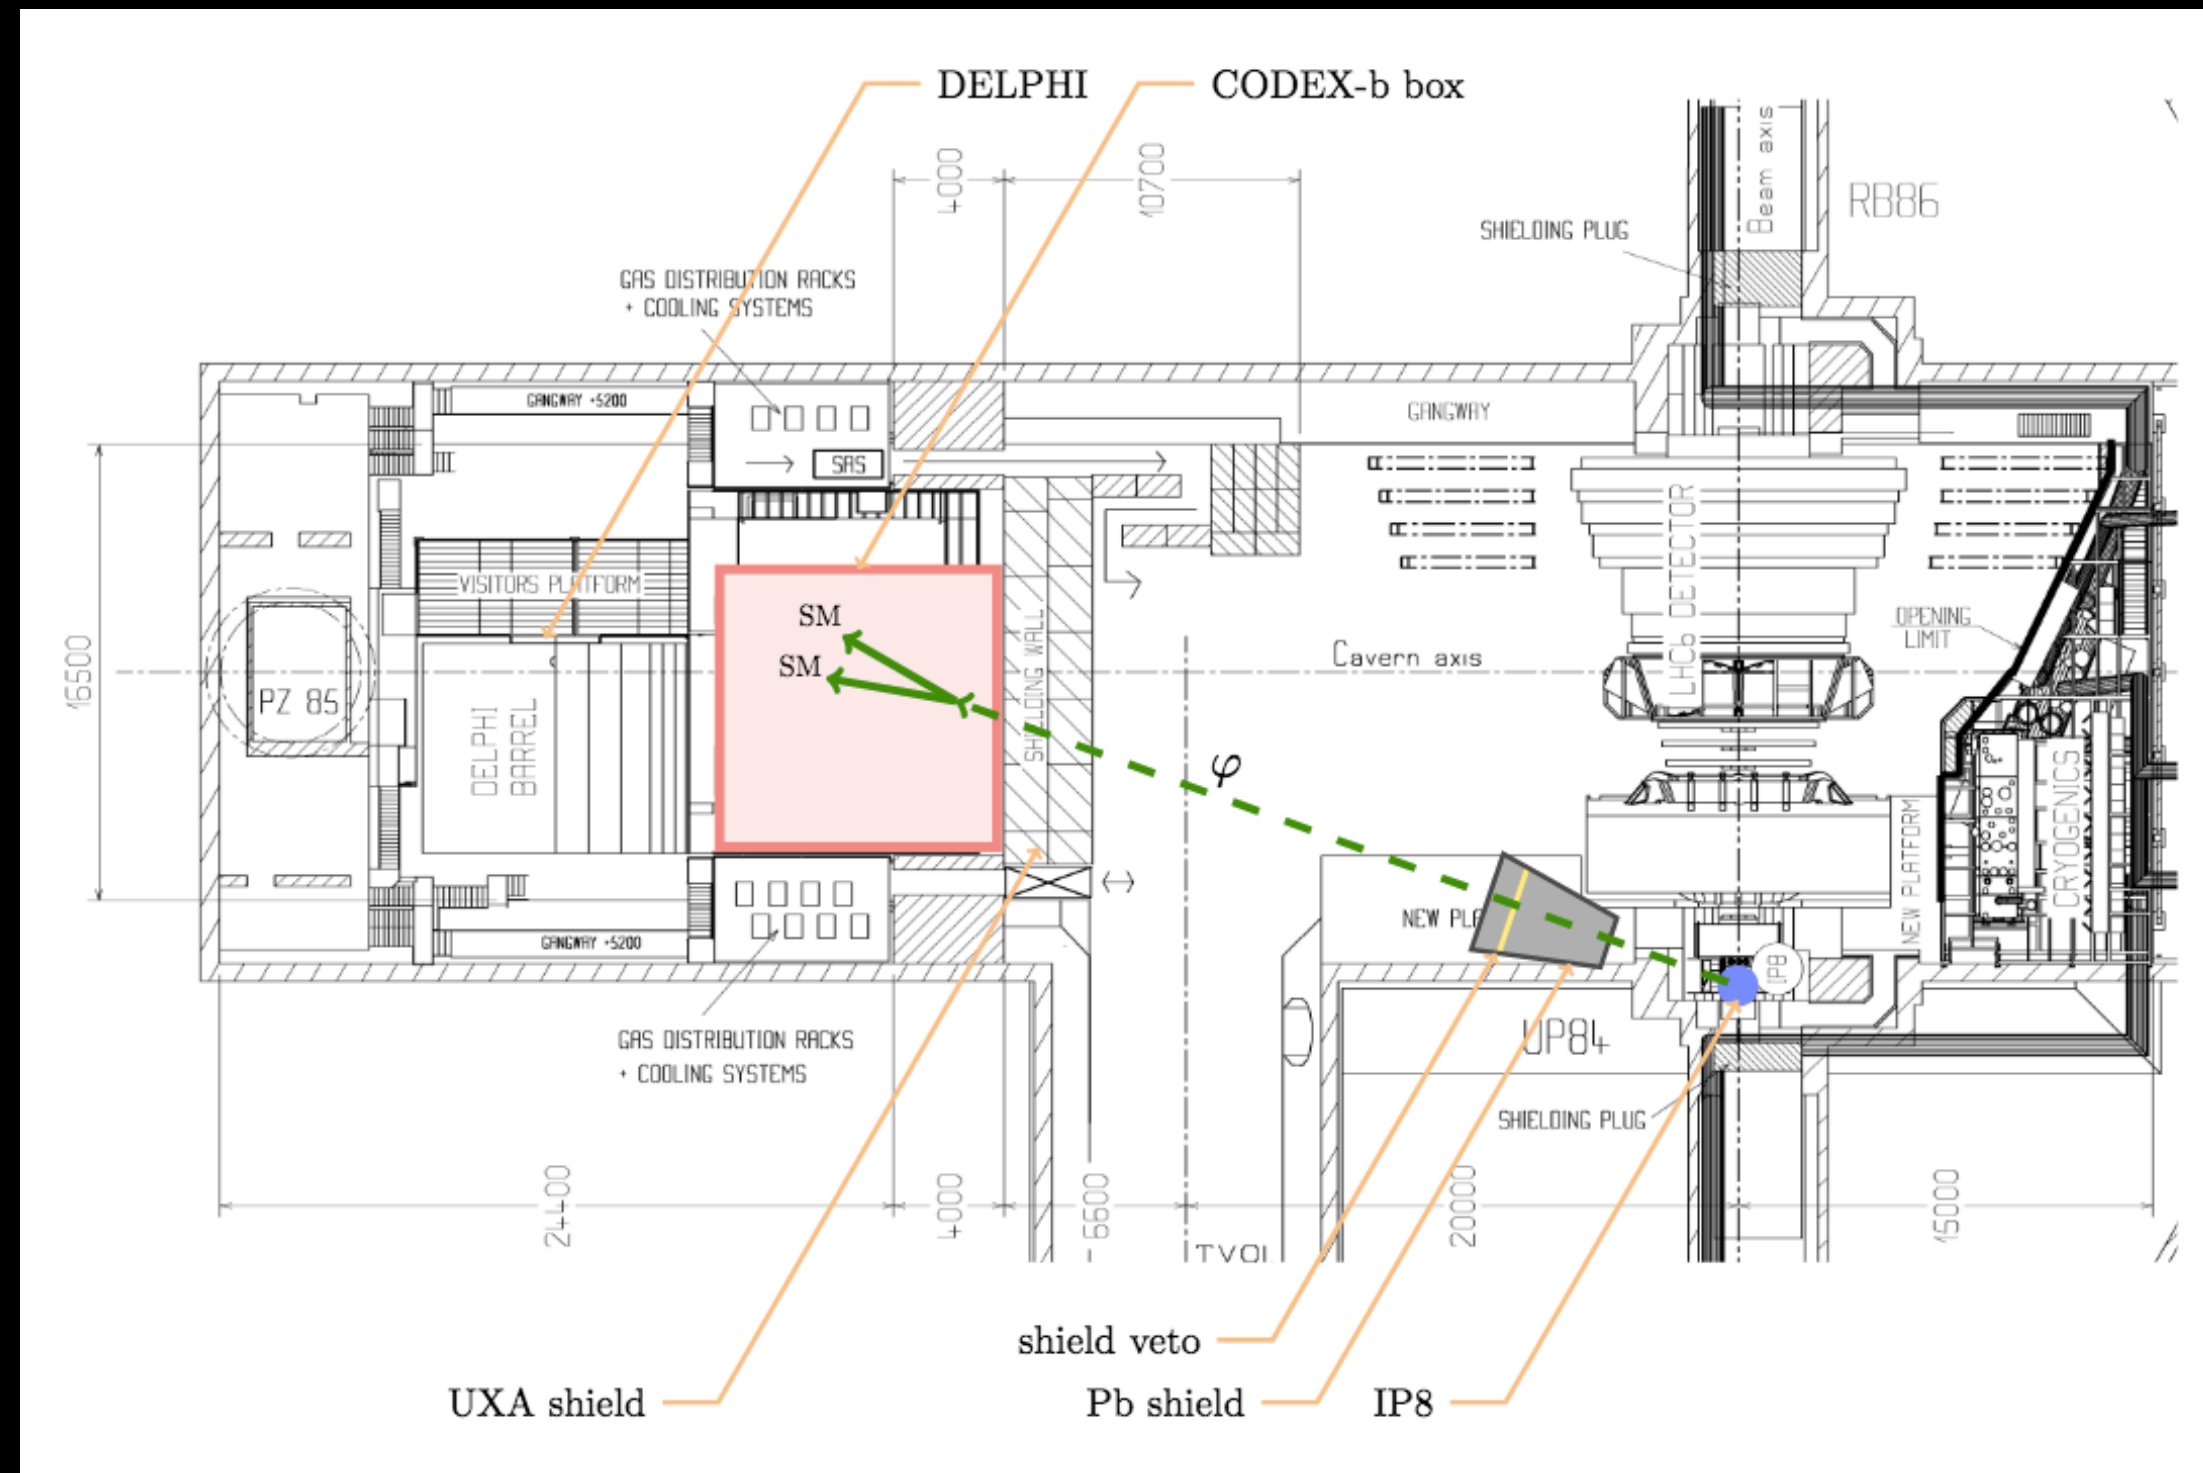 DELPHI
CODEX-b box
4000
10700
Beam axis
RB86
SHIELDING PLUG
GAS DISTRIBUTION RACKS
+ COOLING SYSTEMS
GANGWAY +5200
GANGWAY
SAS
LHCb DETECTOR
VISITORS PLATFORM
SM
SM
SHIELDING WALL
Cavern axis
OPENING
LIMIT
16500
PZ 85
DELPHI
BARREL
φ
NEW PLATFORM
CRYOGENICS
NEW PLA
IP8
GANGWAY +5200
UP84
GAS DISTRIBUTION RACKS
+ COOLING SYSTEMS
SHIELDING PLUG
24400
4000
6600
20000
15000
shield veto
UXA shield
Pb shield
IP8